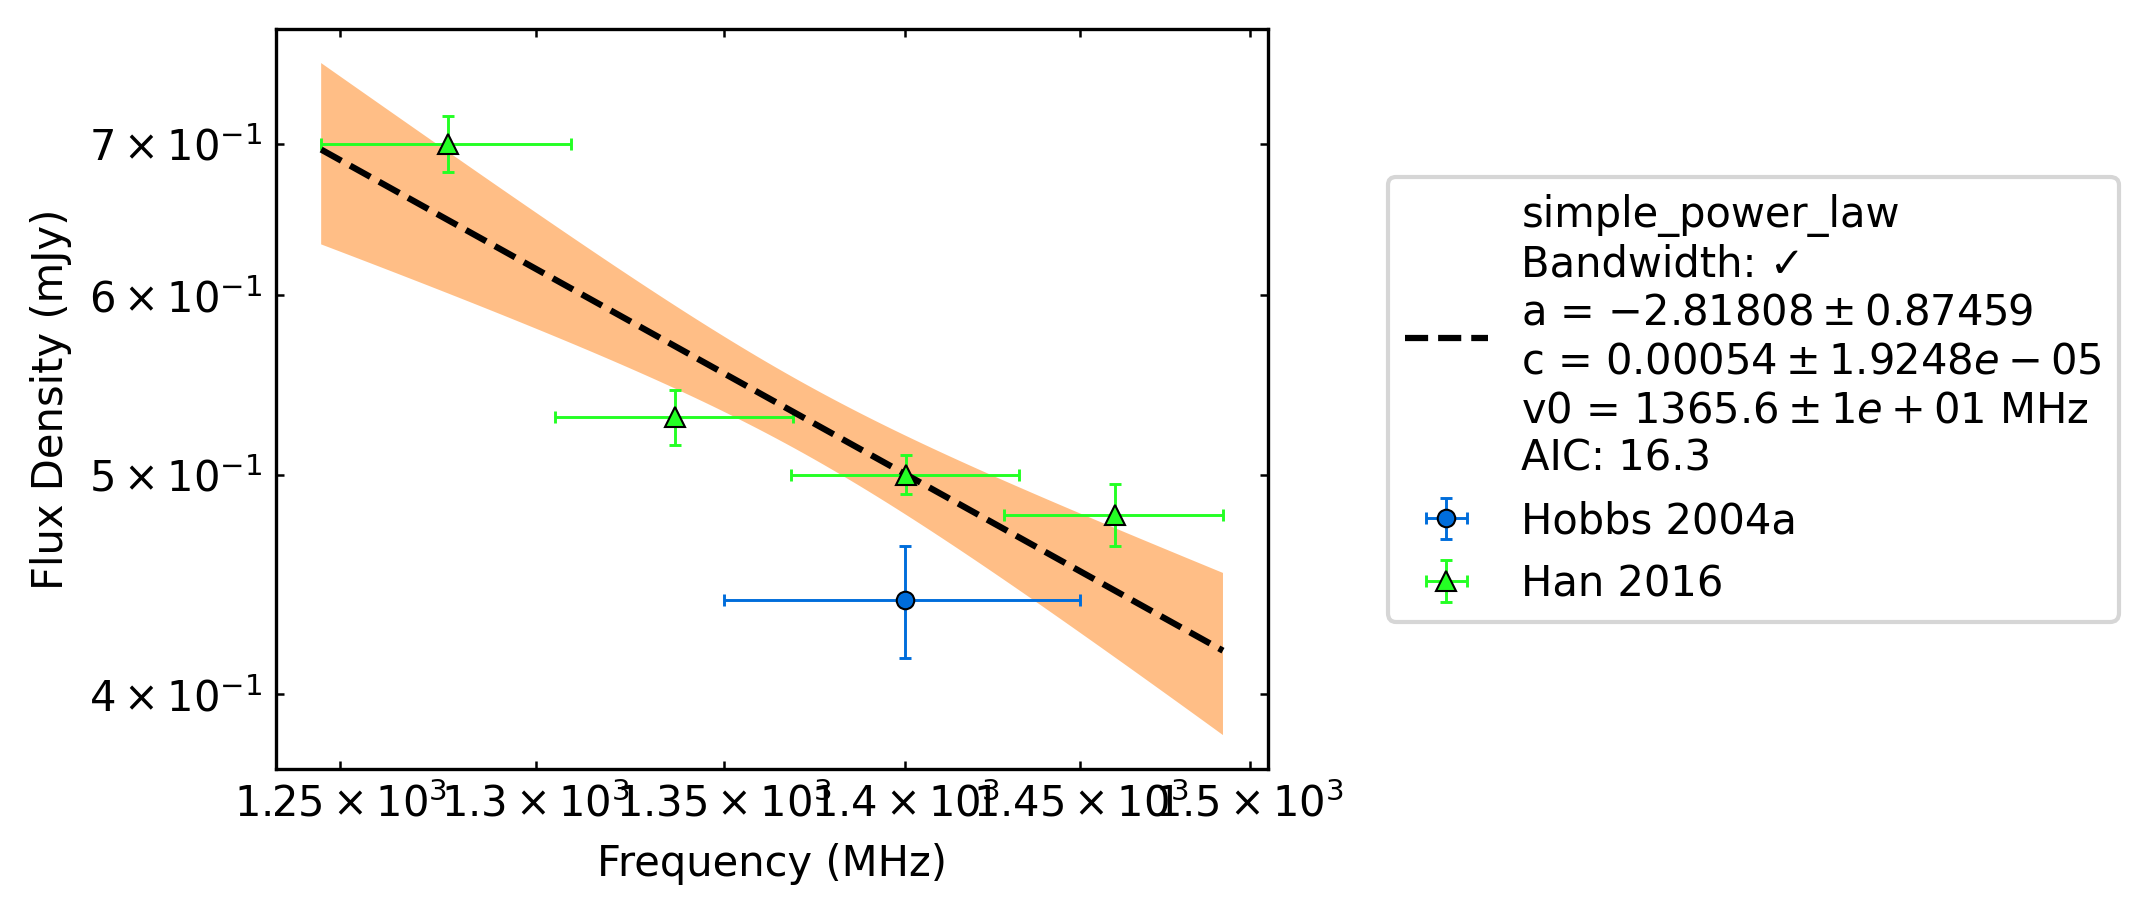 Flux Density (mJy)
7 × 10⁻¹
6 × 10⁻¹
5 × 10⁻¹
4 × 10⁻¹
1.25 × 10³
1.3 × 10³
1.35 × 10³
1.4 × 10³
1.45 × 10³
1.5 × 10³
Frequency (MHz)
simple_power_law
Bandwidth: ✓
a = −2.81808 ± 0.87459
c = 0.00054 ± 1.9248e − 05
v0 = 1365.6 ± 1e + 01 MHz
AIC: 16.3
Hobbs 2004a
Han 2016